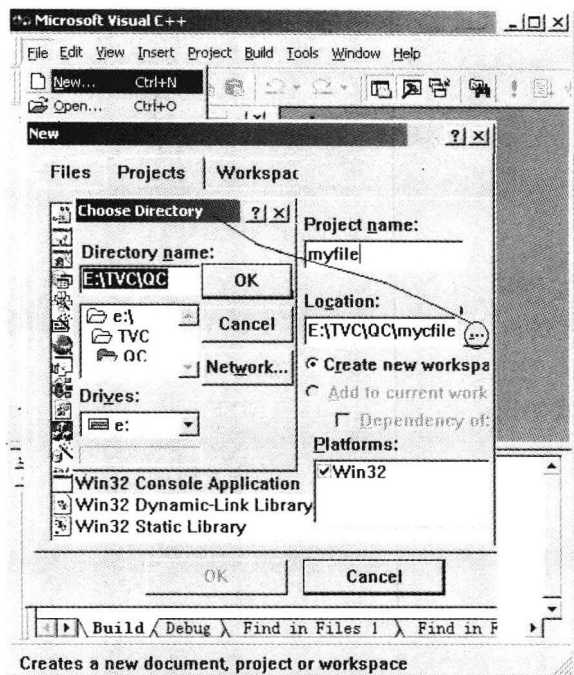 Microsoft Visual C++
File Edit View Insert Project Build Tools Window Help
New... Ctrl+N
Open... Ctrl+O
New
Files Projects Workspac
Choose Directory
Project name:
myfile
Directory name:
E:\TVC\QC
OK
Location:
E:\TVC\QC\mycfile ...
e:\
TVC
QC
Cancel
Network...
Create new workspa
Add to current work
Dependency of:
Drives:
e:
Platforms:
Win32
Win32 Console Application
Win32 Dynamic-Link Library
Win32 Static Library
OK Cancel
Build Debug Find in Files 1 Find in F
Creates a new document, project or workspace